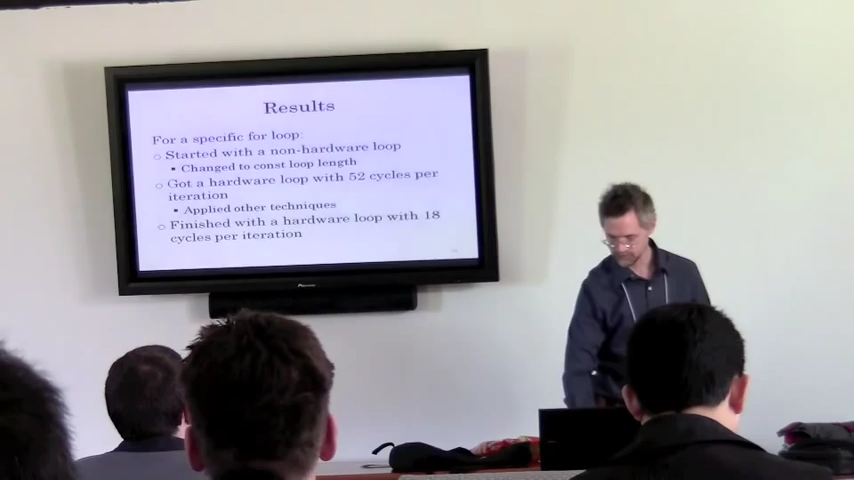 Results
For a specific for loop:
○ Started with a non-hardware loop
▪ Changed to const loop length
○ Got a hardware loop with 52 cycles per
iteration
▪ Applied other techniques
○ Finished with a hardware loop with 18
cycles per iteration
Pioneer